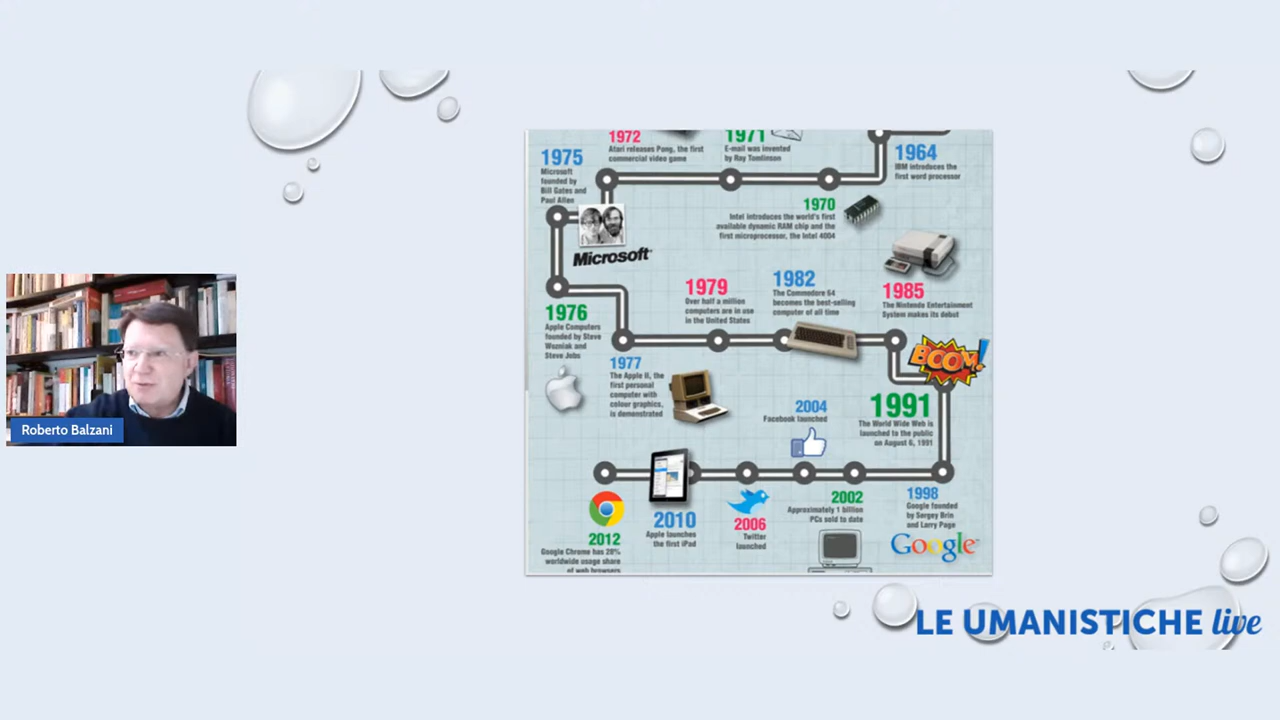 1972
Atari releases Pong, the first
commercial video game
1971
E-mail was invented
by Ray Tomlinson
1964
IBM introduces the
first word processor
1975
Microsoft
founded by
Bill Gates and
Paul Allen
1970
Intel introduces the world's first
available dynamic RAM chip and the
first microprocessor, the Intel 4004
Microsoft
1976
Apple Computers
founded by Steve
Wozniak and
Steve Jobs
1977
The Apple II, the
first personal
computer with
colour graphics,
is demonstrated
1979
Over half a million
computers are in use
in the United States
1982
The Commodore 64
becomes the best-selling
computer of all time
1985
The Nintendo Entertainment
System makes its debut
BOOM!
1991
The World Wide Web is
launched to the public
on August 6, 1991
2004
Facebook launched
1998
Google founded
by Sergey Brin
and Larry Page
Google
2002
Approximately 1 billion
PCs sold to date
2006
Twitter
launched
2010
Apple launches
the first iPad
2012
Google Chrome has 28%
worldwide usage share
of web browsers
Roberto Balzani
LE UMANISTICHE live